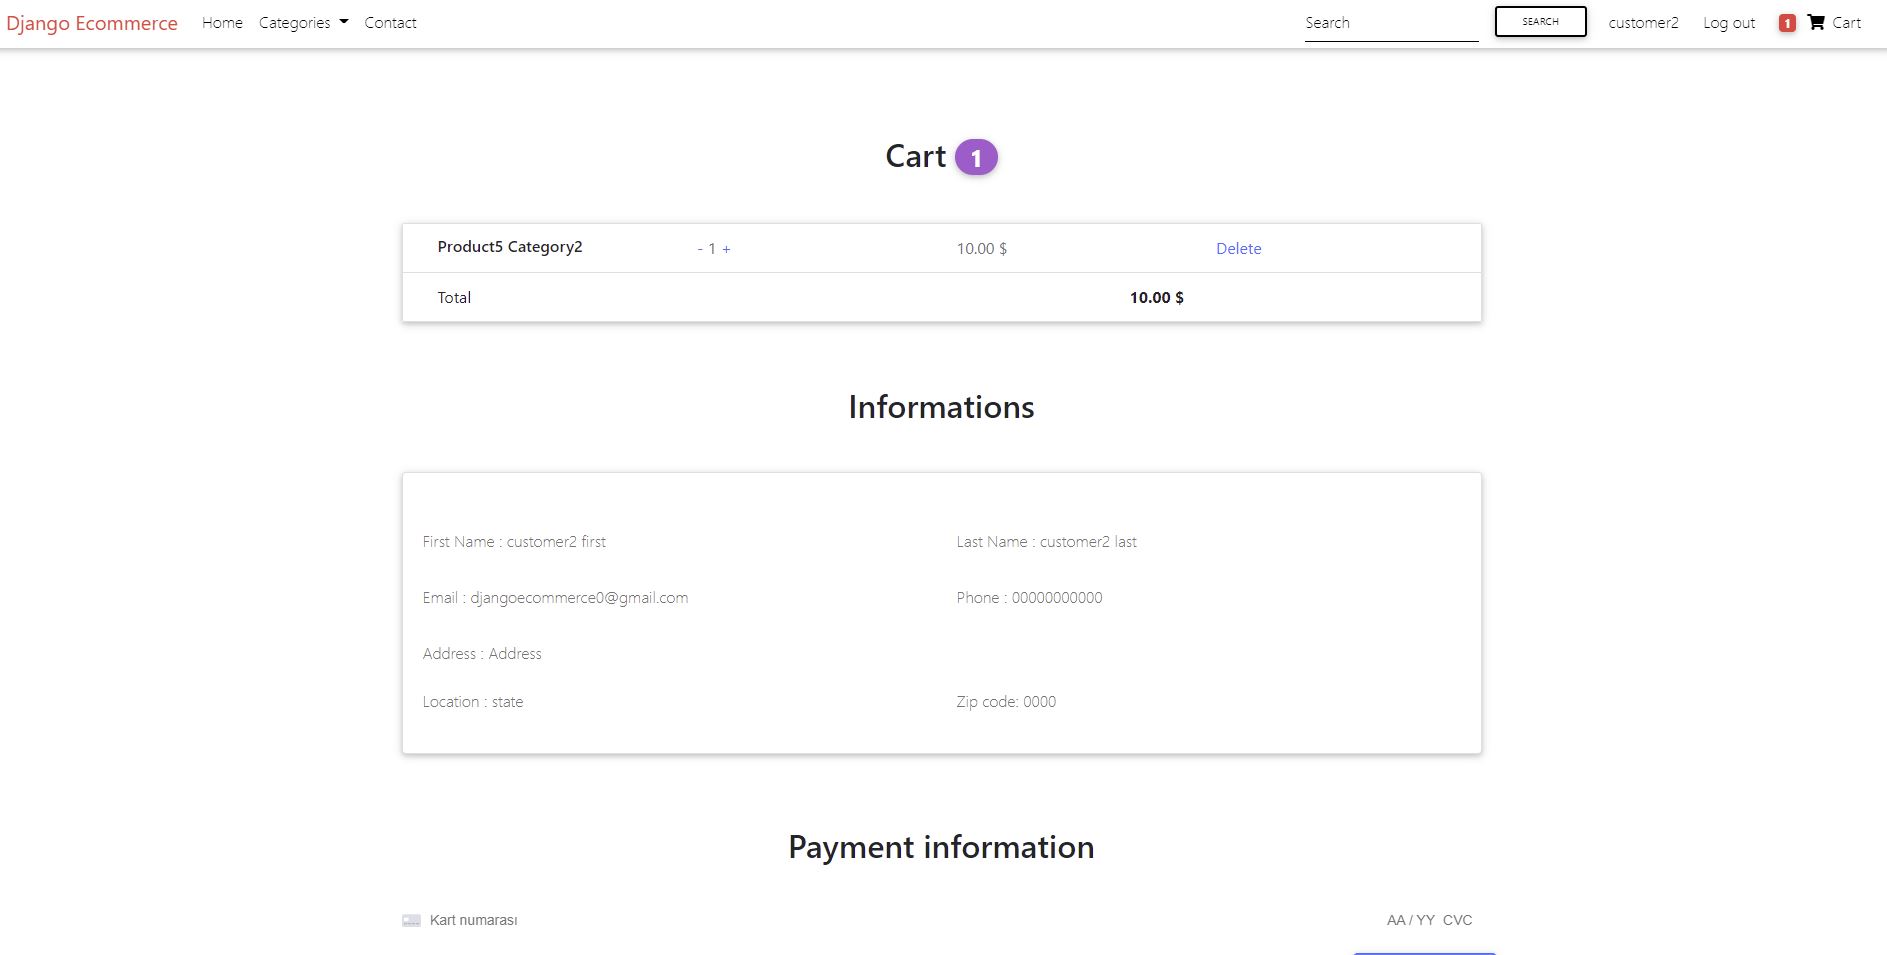 Django Ecommerce Home Categories Contact Search SEARCH customer2 Log out 1 Cart
Cart 1
Product5 Category2 - 1 + 10.00 $ Delete
Total 10.00 $
Informations
First Name : customer2 first Last Name : customer2 last
Email : djangoecommerce0@gmail.com Phone : 00000000000
Address : Address
Location : state Zip code: 0000
Payment information
Kart numarası AA / YY CVC